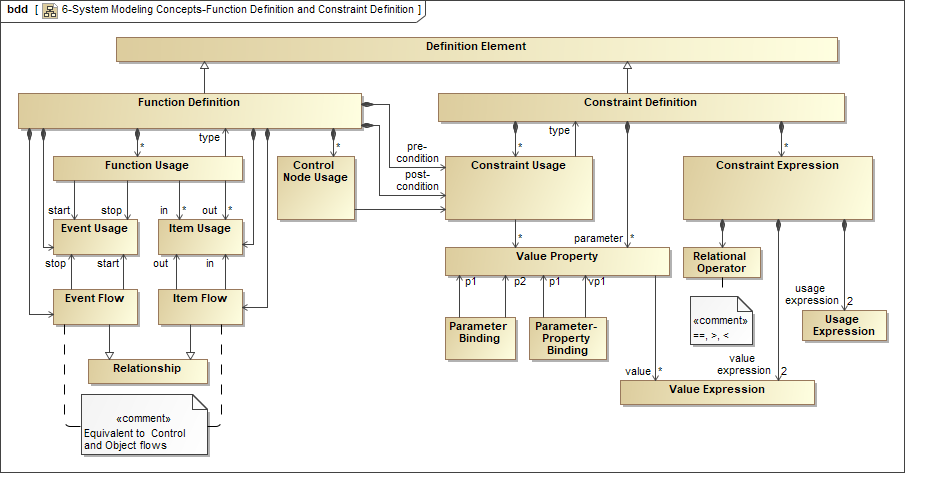 bdd [ 6-System Modeling Concepts-Function Definition and Constraint Definition ]
Definition Element
Function Definition
Constraint Definition
type
type
*
*
*
*
*
pre-
condition
post-
condition
Function Usage
Control
Node Usage
Constraint Usage
Constraint Expression
start
stop
in
*
out
*
Event Usage
Item Usage
*
parameter
*
stop
start
out
in
Value Property
Relational
Operator
p1
p2
p1
vp1
Event Flow
Item Flow
usage
expression
2
«comment»
==, >, <
Parameter
Binding
Parameter-
Property
Binding
Usage
Expression
Relationship
value
*
value
expression
2
Value Expression
«comment»
Equivalent to Control
and Object flows